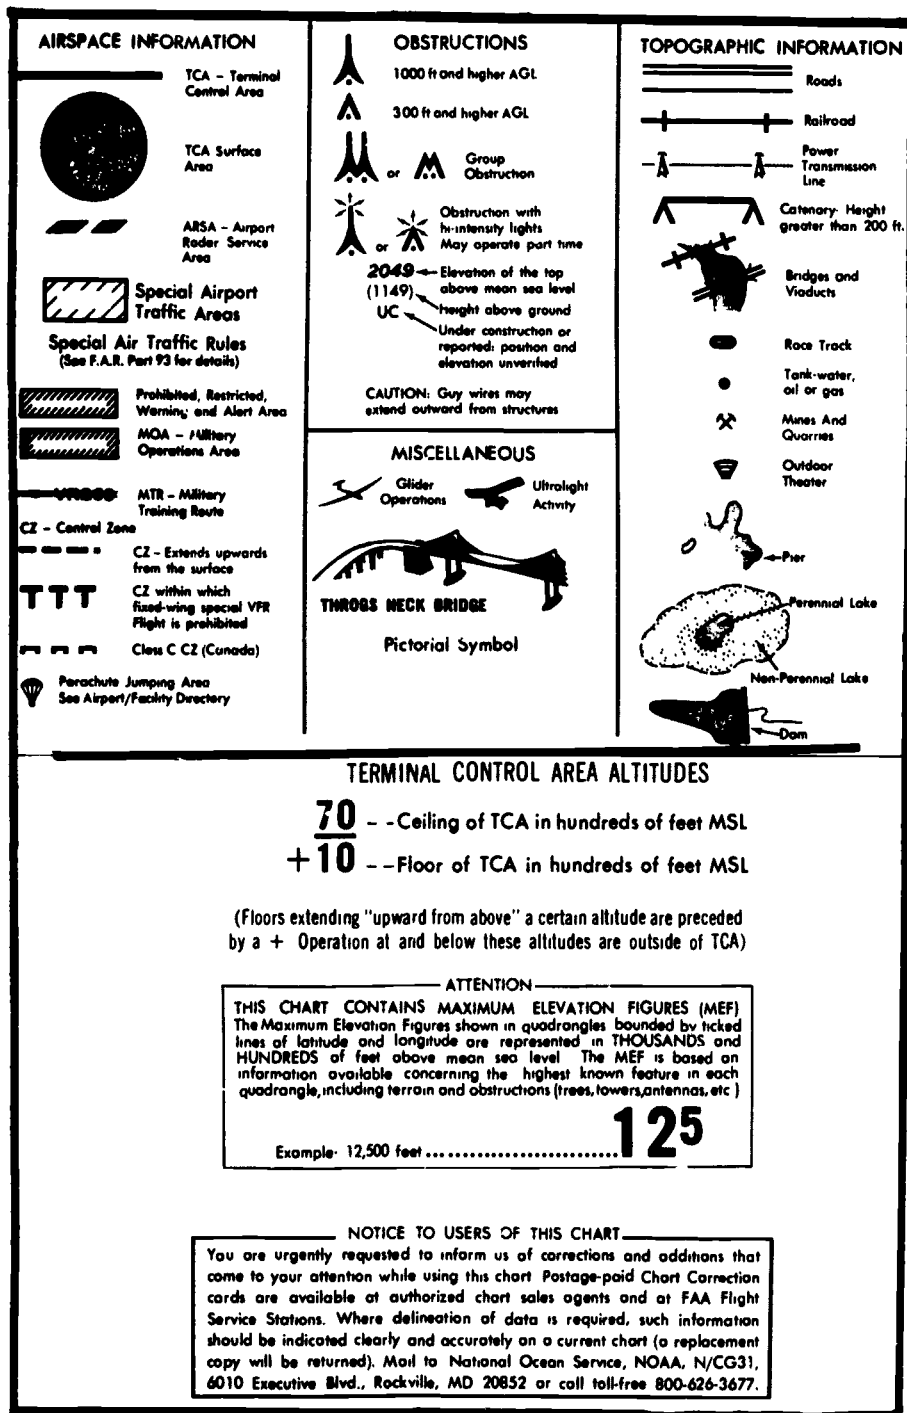 AIRSPACE INFORMATION
TCA – Terminal
Control Area
TCA Surface
Area
ARSA – Airport
Radar Service
Area
Special Airport
Traffic Areas
Special Air Traffic Rules
(See F.A.R. Part 93 for details)
Prohibited, Restricted,
Warning and Alert Area
MOA – Military
Operations Area
MTR – Military
Training Route
CZ – Control Zone
CZ – Extends upwards
from the surface
TTT
CZ within which
fixed-wing special VFR
Flight is prohibited
Class C CZ (Canada)
Parachute Jumping Area
See Airport/Facility Directory
OBSTRUCTIONS
1000 ft and higher AGL
300 ft and higher AGL
or
Group
Obstruction
or
Obstruction with
hi-intensity lights
May operate part time
2049
Elevation of the top
above mean sea level
(1149)
Height above ground
UC
Under construction or
reported: position and
elevation unverified
CAUTION: Guy wires may
extend outward from structures
MISCELLANEOUS
Glider
Operations
Ultralight
Activity
THROGS NECK BRIDGE
Pictorial Symbol
TOPOGRAPHIC INFORMATION
Roads
Railroad
Power
Transmission
Line
Catenary- Height
greater than 200 ft.
Bridges and
Viaducts
Race Track
Tank-water,
oil or gas
Mines And
Quarries
Outdoor
Theater
Pier
Perennial Lake
Non-Perennial Lake
Dam
TERMINAL CONTROL AREA ALTITUDES
70 – – Ceiling of TCA in hundreds of feet MSL
+10 – – Floor of TCA in hundreds of feet MSL
(Floors extending "upward from above" a certain altitude are preceded
by a + Operation at and below these altitudes are outside of TCA)
ATTENTION
THIS CHART CONTAINS MAXIMUM ELEVATION FIGURES (MEF)
The Maximum Elevation Figures shown in quadrangles bounded by ticked
lines of latitude and longitude are represented in THOUSANDS and
HUNDREDS of feet above mean sea level The MEF is based on
information available concerning the highest known feature in each
quadrangle, including terrain and obstructions (trees, towers, antennas, etc )
Example· 12,500 feet ......................... 125
NOTICE TO USERS OF THIS CHART
You are urgently requested to inform us of corrections and additions that
come to your attention while using this chart Postage-paid Chart Correction
cards are available at authorized chart sales agents and at FAA Flight
Service Stations. Where delineation of data is required, such information
should be indicated clearly and accurately on a current chart (a replacement
copy will be returned). Mail to National Ocean Service, NOAA, N/CG31,
6010 Executive Blvd., Rockville, MD 20852 or call toll-free 800-626-3677.